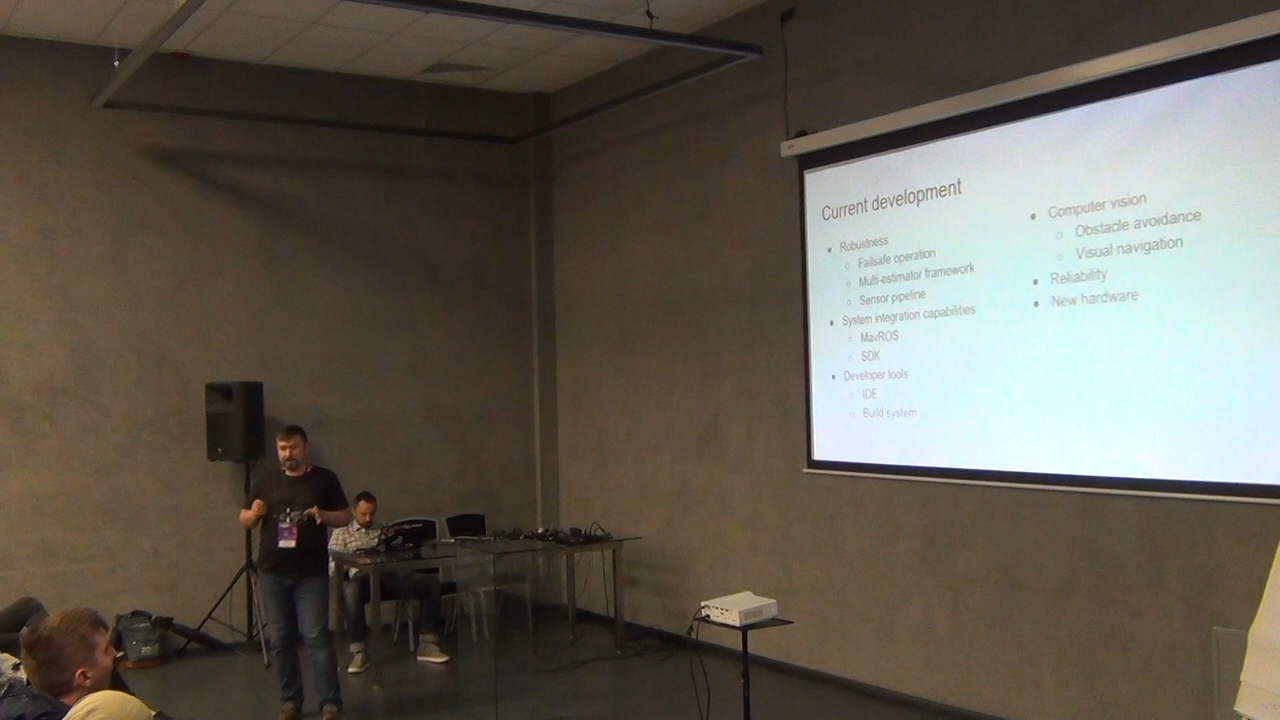 Current development
Robustness
Failsafe operation
Multi-estimator framework
Sensor pipeline
System integration capabilities
MavROS
SDK
Developer tools
IDE
Build system
Computer vision
Obstacle avoidance
Visual navigation
Reliability
New hardware